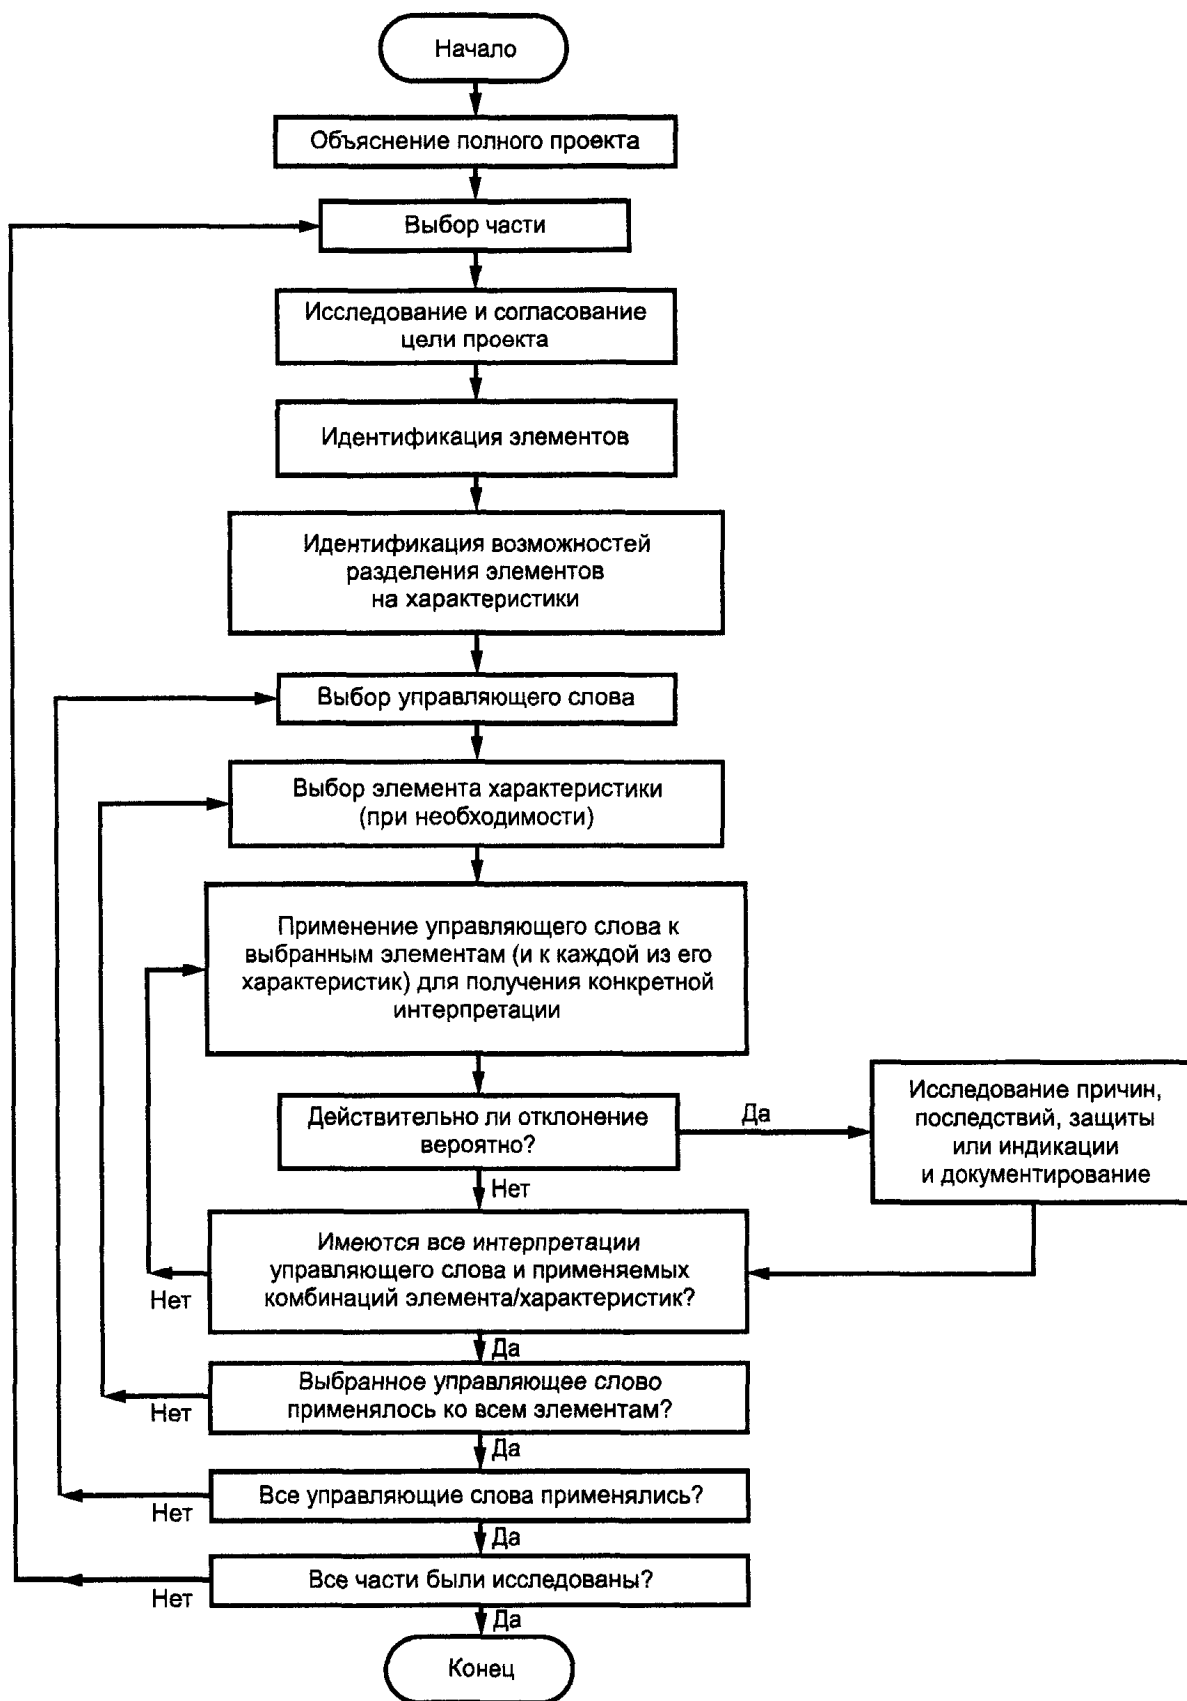 Начало
Объяснение полного проекта
Выбор части
Исследование и согласование
цели проекта
Идентификация элементов
Идентификация возможностей
разделения элементов
на характеристики
Выбор управляющего слова
Выбор элемента характеристики
(при необходимости)
Применение управляющего слова к
выбранным элементам (и к каждой из его
характеристик) для получения конкретной
интерпретации
Действительно ли отклонение
вероятно?
Да
Исследование причин,
последствий, защиты
или индикации
и документирование
Нет
Имеются все интерпретации
управляющего слова и применяемых
комбинаций элемента/характеристик?
Нет
Да
Выбранное управляющее слово
применялось ко всем элементам?
Нет
Да
Все управляющие слова применялись?
Нет
Да
Все части были исследованы?
Нет
Да
Конец